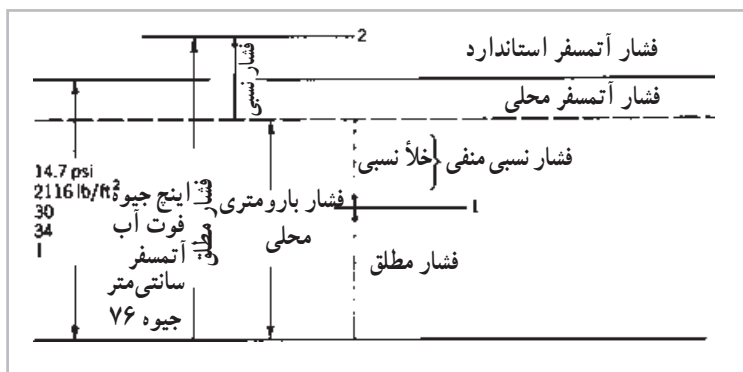 2
فشار آتمسفر استاندارد
فشار نسبی
فشار آتمسفر محلی
فشار نسبی منفی } خلأ نسبی
14.7 psi
2116 lb/ft²
30
34
1
اینچ جیوه
فوت آب
آتمسفر
سانتی‌متر
جیوه ۷۶
فشار مطلق
فشار بارومتری
محلی
1
فشار مطلق